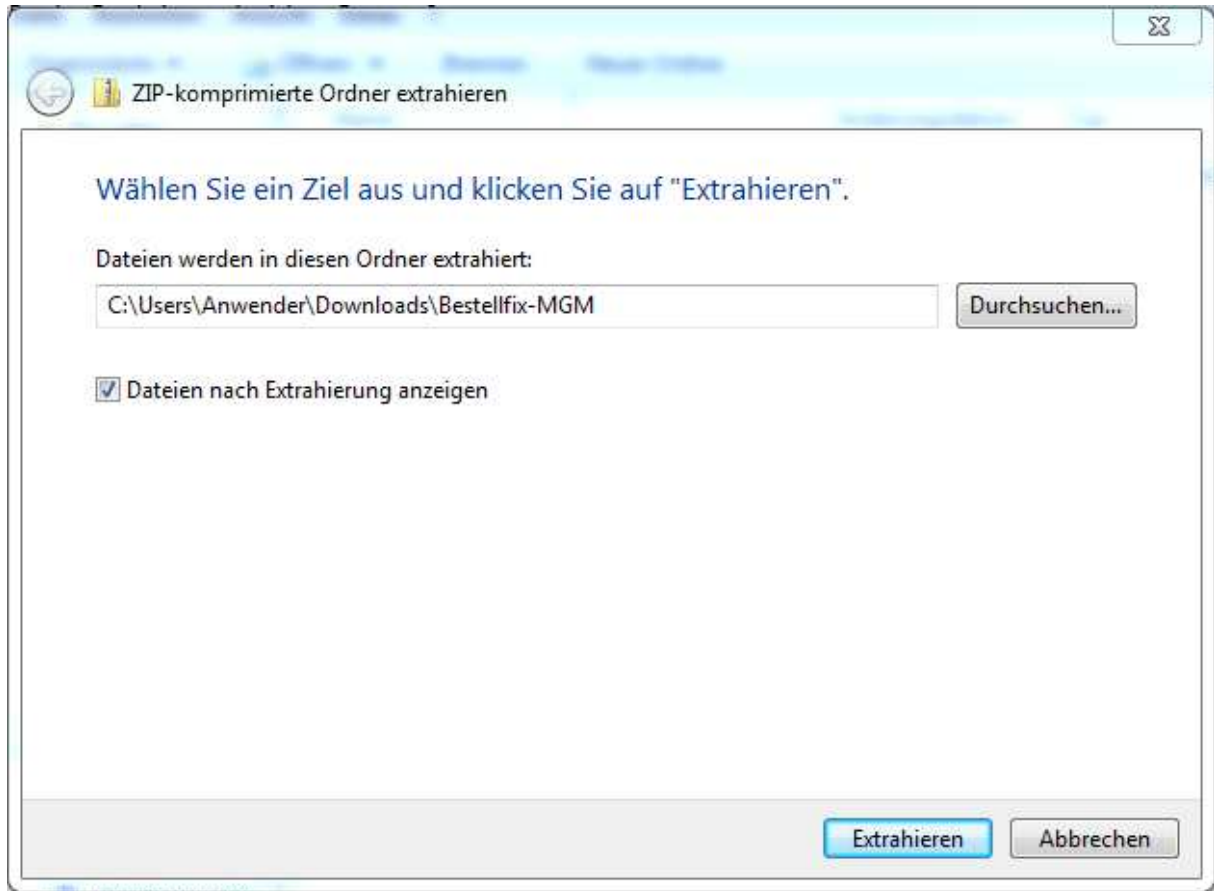 ZIP-komprimierte Ordner extrahieren
Wählen Sie ein Ziel aus und klicken Sie auf "Extrahieren".
Dateien werden in diesen Ordner extrahiert:
C:\Users\Anwender\Downloads\Bestellfix-MGM
Durchsuchen...
Dateien nach Extrahierung anzeigen
Extrahieren
Abbrechen